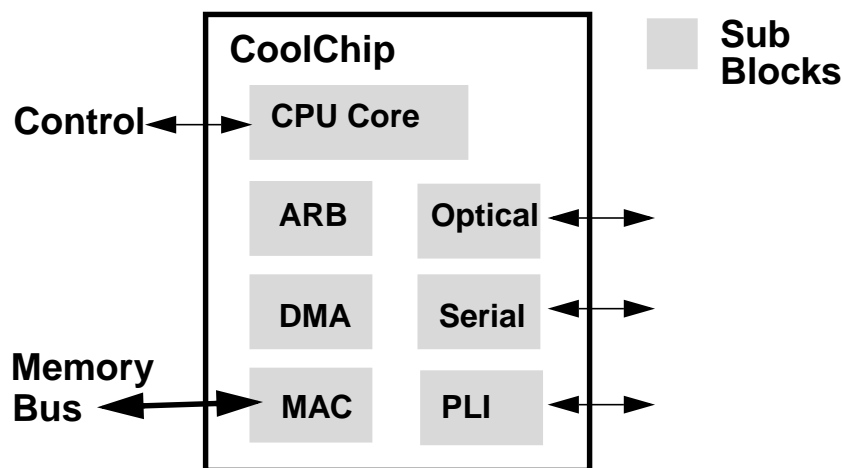 CoolChip
Sub
Blocks
Control
CPU Core
ARB
Optical
DMA
Serial
Memory
Bus
MAC
PLI